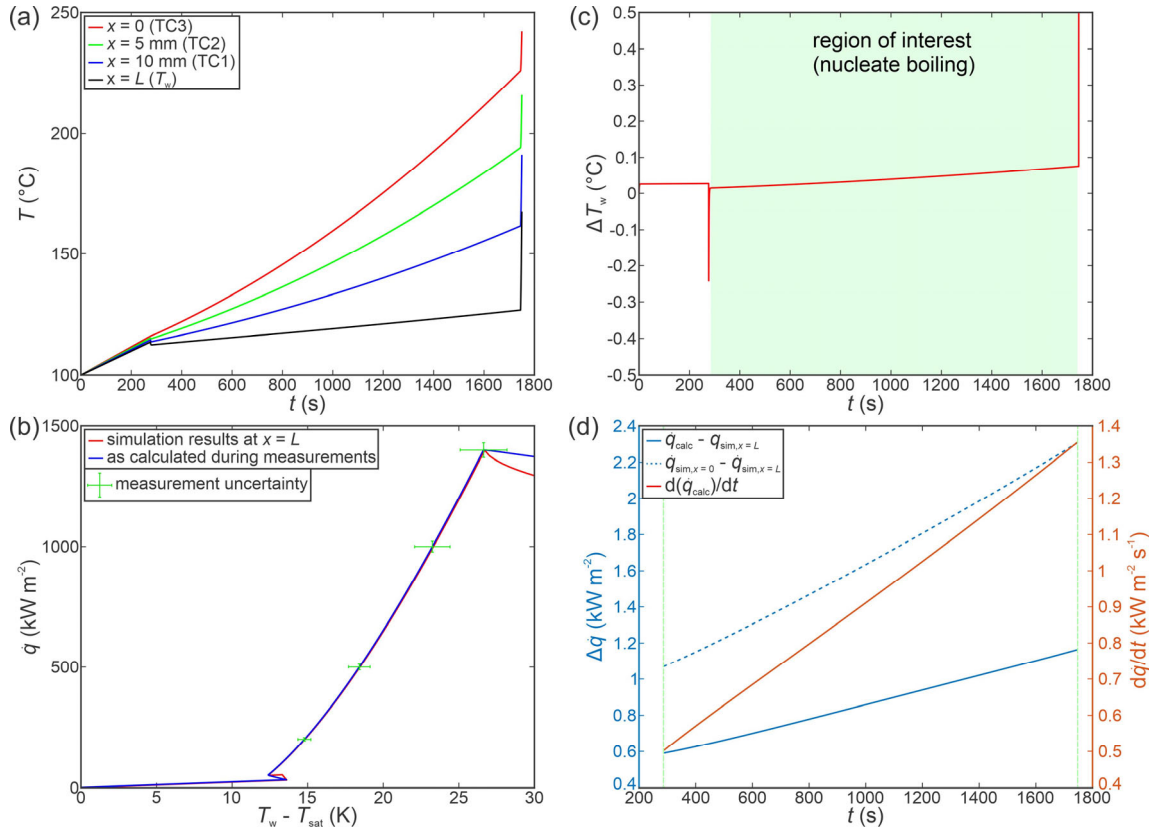 (a)
x = 0 (TC3)
x = 5 mm (TC2)
x = 10 mm (TC1)
x = L (Tw)
250
200
150
100
T (°C)
0 200 400 600 800 1000 1200 1400 1600 1800
t (s)
(c)
region of interest
(nucleate boiling)
0.5
0.4
0.3
0.2
0.1
0
-0.1
-0.2
-0.3
-0.4
-0.5
ΔTw (°C)
0 200 400 600 800 1000 1200 1400 1600 1800
t (s)
(b)
simulation results at x = L
as calculated during measurements
measurement uncertainty
1500
1000
500
0
q̇ (kW m-2)
0 5 10 15 20 25 30
Tw - Tsat (K)
(d)
q̇calc - qsim,x = L
q̇sim,x = 0 - q̇sim,x = L
d(q̇calc)/dt
2.4
2.2
2.0
1.8
1.6
1.4
1.2
1.0
0.8
0.6
0.4
Δq̇ (kW m-2)
1.4
1.3
1.2
1.1
1.0
0.9
0.8
0.7
0.6
0.5
0.4
dq̇/dt (kW m-2 s-1)
200 400 600 800 1000 1200 1400 1600 1800
t (s)